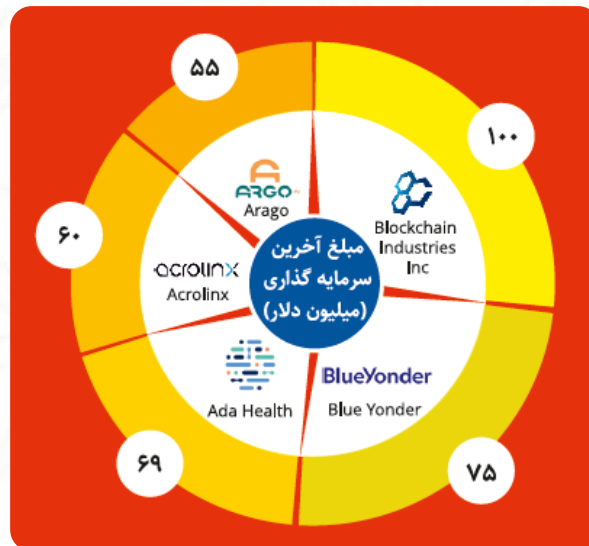 مبلغ آخرین
سرمایه گذاری
(میلیون دلار)
۱۰۰
Blockchain
Industries
Inc
۷۵
BlueYonder
Blue Yonder
۶۹
Ada Health
۶۰
acrolinx
Acrolinx
۵۵
ARGO
Arago